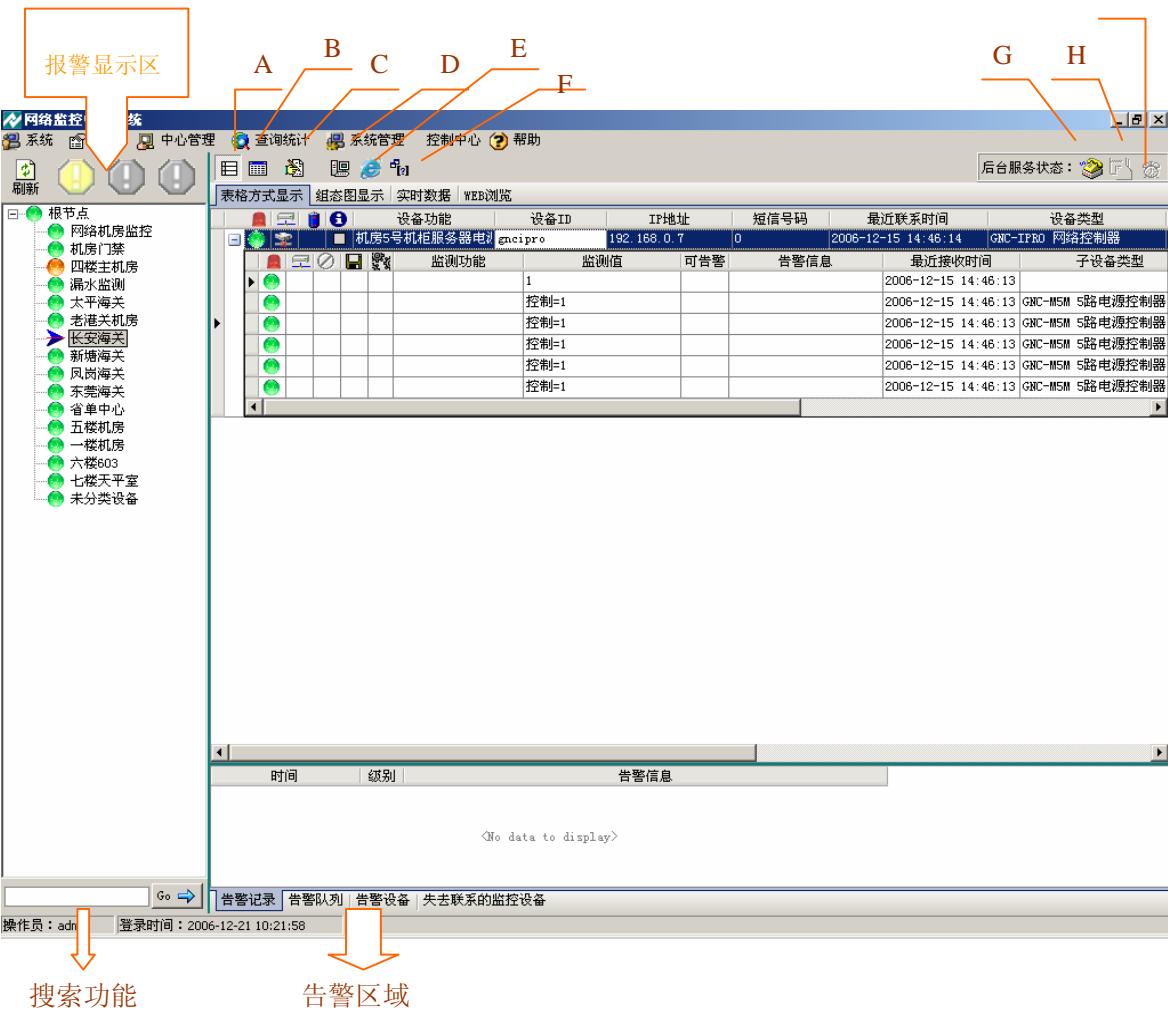 报警显示区
A
B
C
D
E
F
G
H
网络监控 统
系统 中心管理 查询统计 系统管理 控制中心 帮助
刷新
后台服务状态：
表格方式显示 组态图显示 实时数据 WEB浏览
根节点
网络机房监控
机房门禁
四楼主机房
漏水监测
太平海关
老港关机房
长安海关
新塘海关
凤岗海关
东莞海关
省单中心
五楼机房
一楼机房
六楼603
七楼天平室
未分类设备
设备功能 设备ID IP地址 短信号码 最近联系时间 设备类型
机房5号机柜服务器电源 gncipro 192.168.0.7 0 2006-12-15 14:46:14 GNC-IPRO 网络控制器
监测功能 监测值 可告警 告警信息 最近接收时间 子设备类型
1 2006-12-15 14:46:13
控制=1 2006-12-15 14:46:13 GNC-M5M 5路电源控制器
控制=1 2006-12-15 14:46:13 GNC-M5M 5路电源控制器
控制=1 2006-12-15 14:46:13 GNC-M5M 5路电源控制器
控制=1 2006-12-15 14:46:13 GNC-M5M 5路电源控制器
控制=1 2006-12-15 14:46:13 GNC-M5M 5路电源控制器
时间 级别 告警信息
<No data to display>
Go
告警记录 告警队列 告警设备 失去联系的监控设备
操作员：adm 登录时间：2006-12-21 10:21:58
搜索功能
告警区域